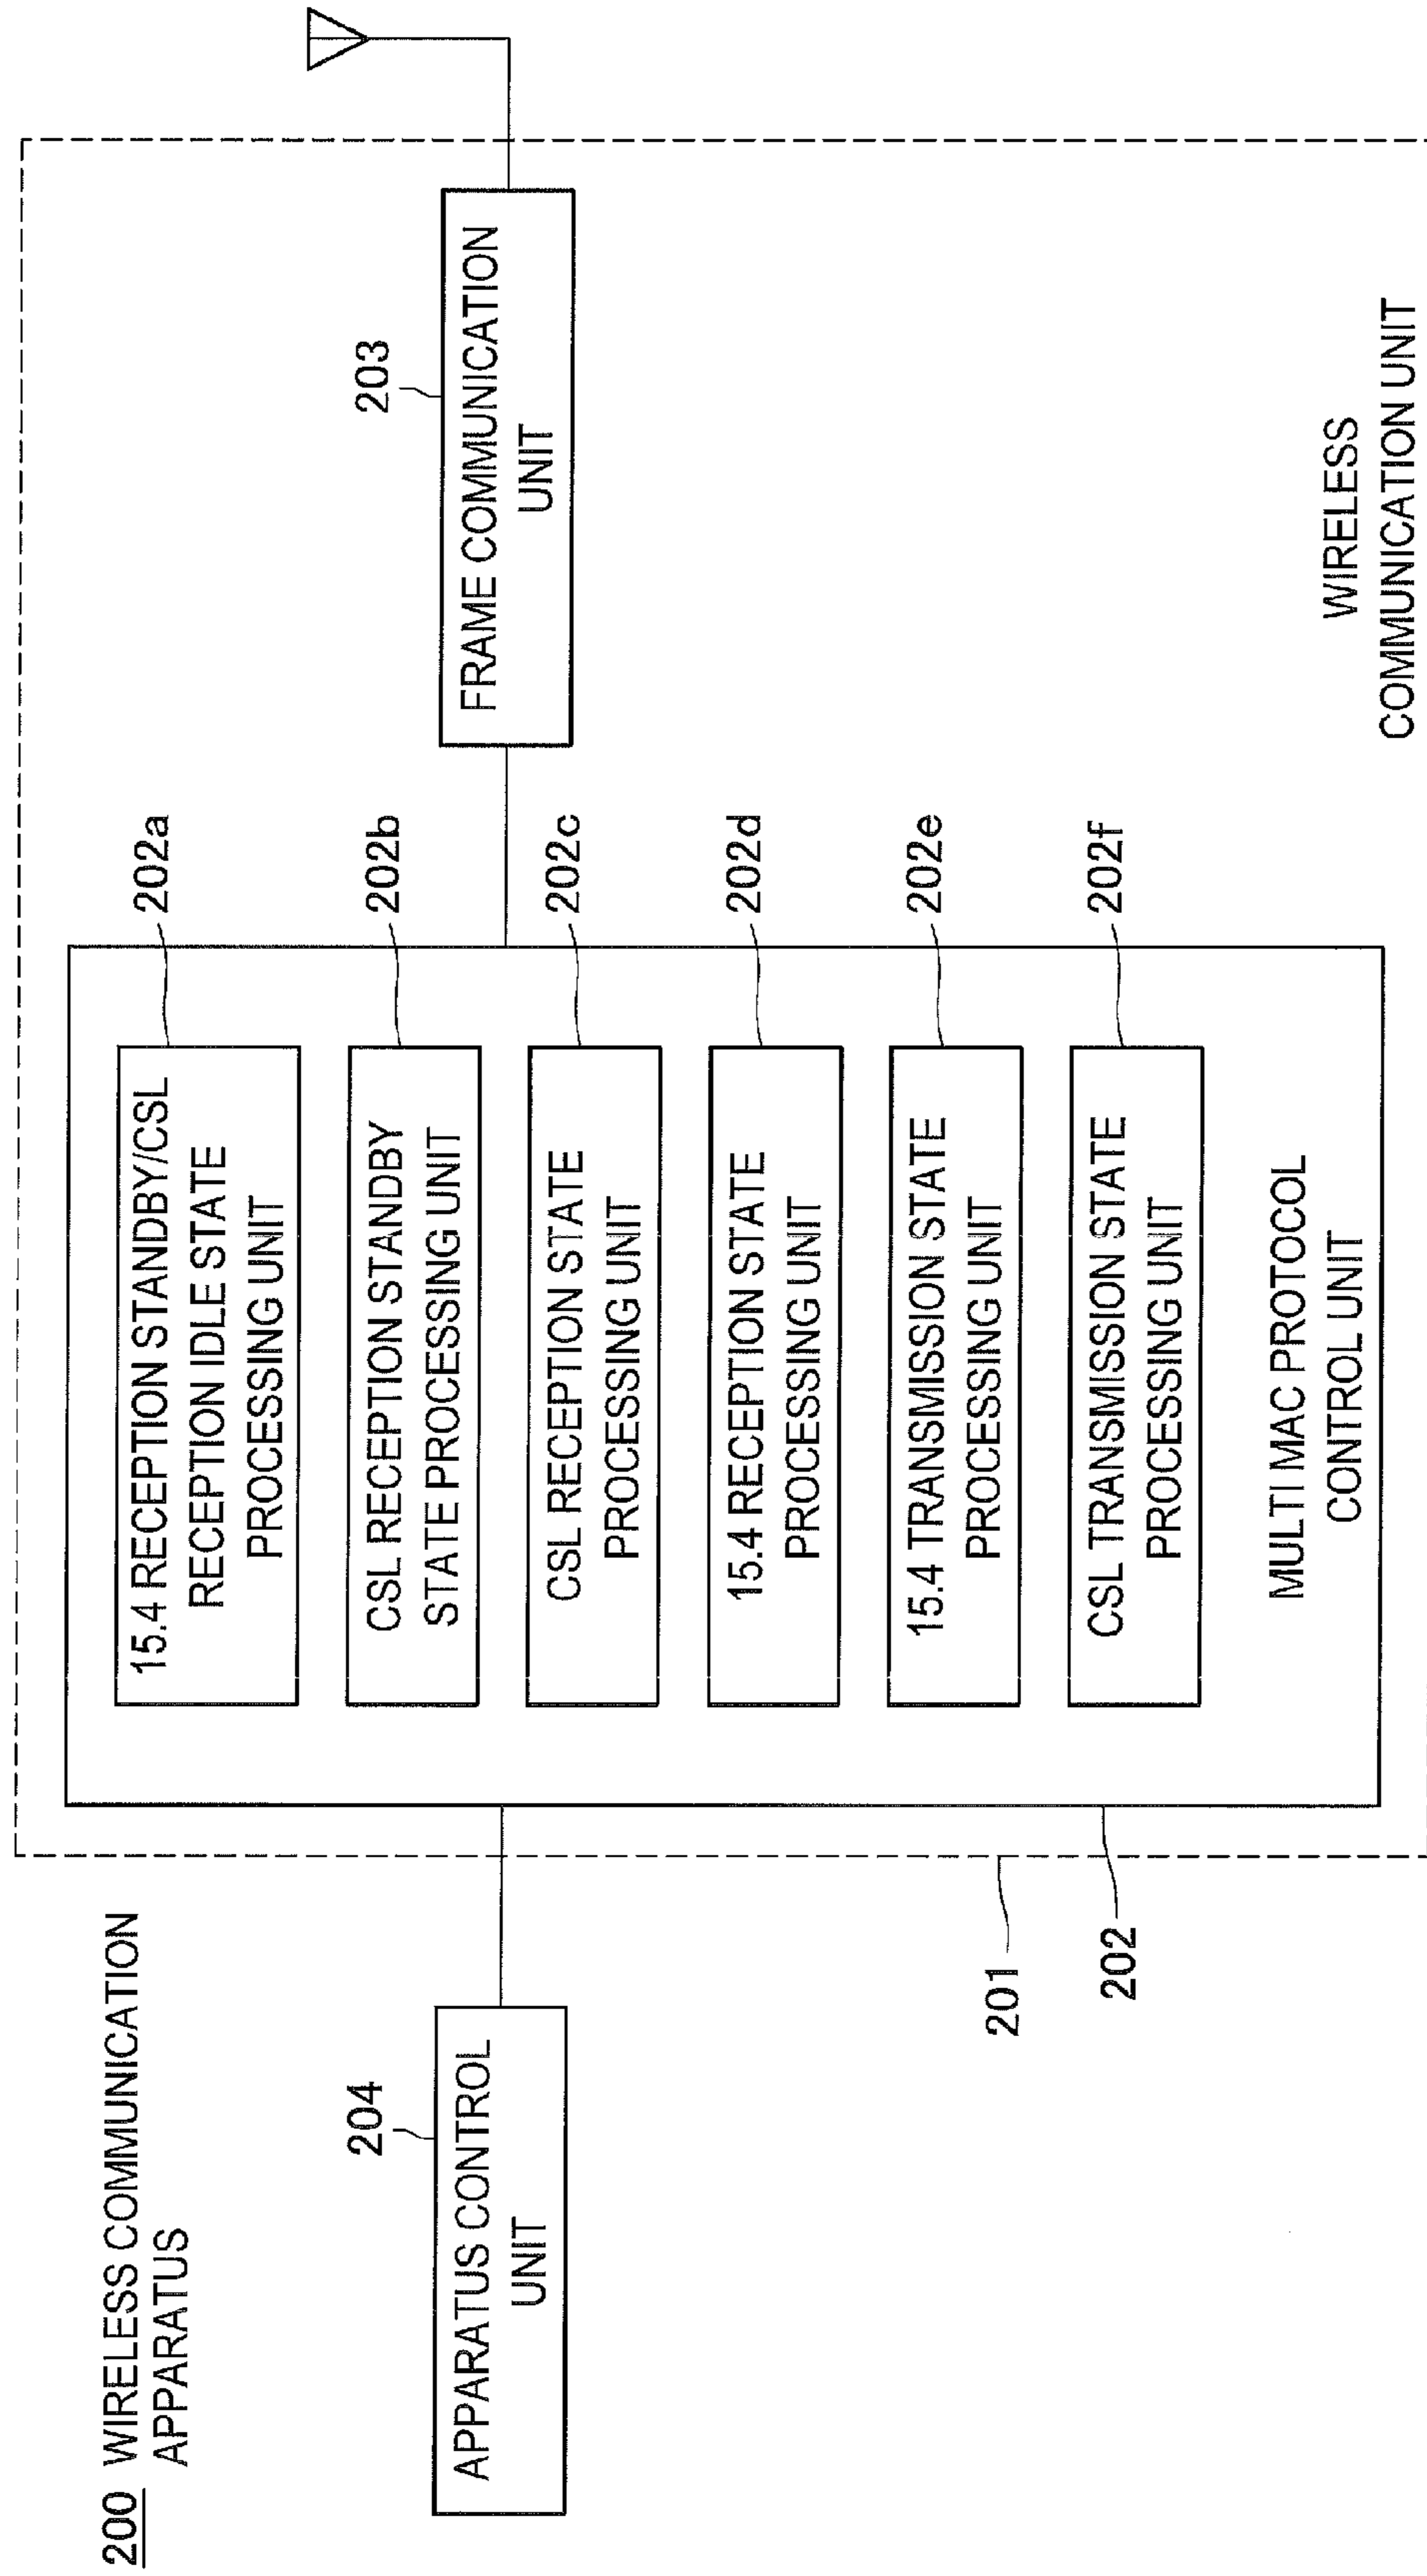 200 WIRELESS COMMUNICATION
APPARATUS
204
APPARATUS CONTROL
UNIT
201
202
15.4 RECEPTION STANDBY/CSL
RECEPTION IDLE STATE
PROCESSING UNIT
202a
CSL RECEPTION STANDBY
STATE PROCESSING UNIT
202b
CSL RECEPTION STATE
PROCESSING UNIT
202c
15.4 RECEPTION STATE
PROCESSING UNIT
202d
15.4 TRANSMISSION STATE
PROCESSING UNIT
202e
CSL TRANSMISSION STATE
PROCESSING UNIT
202f
MULTI MAC PROTOCOL
CONTROL UNIT
203
FRAME COMMUNICATION
UNIT
WIRELESS
COMMUNICATION UNIT